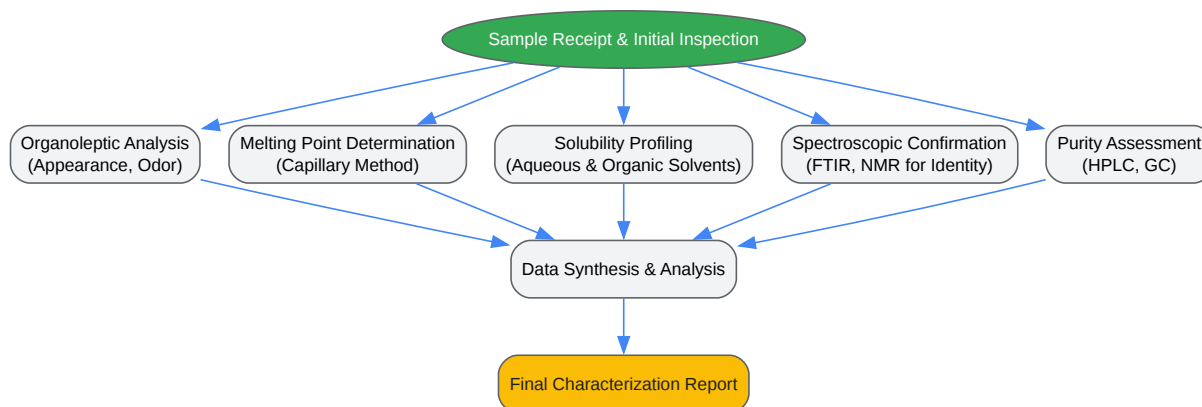 Sample Receipt & Initial Inspection
Organoleptic Analysis
(Appearance, Odor)
Melting Point Determination
(Capillary Method)
Solubility Profiling
(Aqueous & Organic Solvents)
Spectroscopic Confirmation
(FTIR, NMR for Identity)
Purity Assessment
(HPLC, GC)
Data Synthesis & Analysis
Final Characterization Report